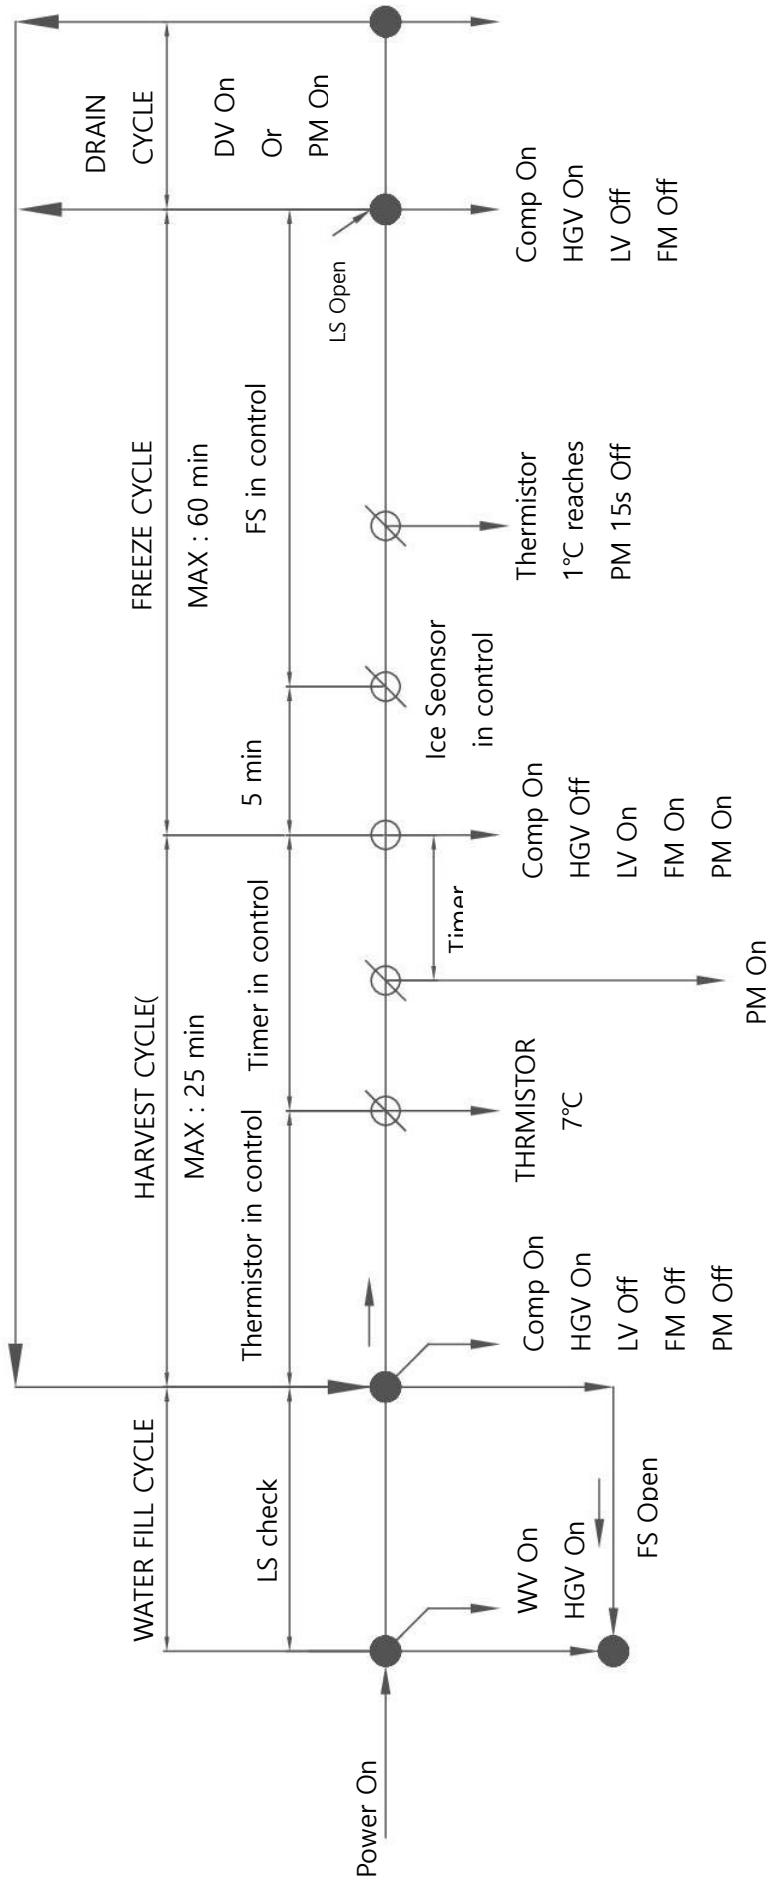 Power On
WATER FILL CYCLE
LS check
WV On
HGV On
FS Open
HARVEST CYCLE(
MAX : 25 min
Thermistor in control
Timer in control
Comp On
HGV On
LV Off
FM Off
PM Off
THRMISTOR
7℃
PM On
Timer
FREEZE CYCLE
MAX : 60 min
5 min
FS in control
Comp On
HGV Off
LV On
FM On
PM On
Ice Seonsor
in control
Thermistor
1℃ reaches
PM 15s Off
LS Open
Comp On
HGV On
LV Off
FM Off
DRAIN
CYCLE
DV On
Or
PM On